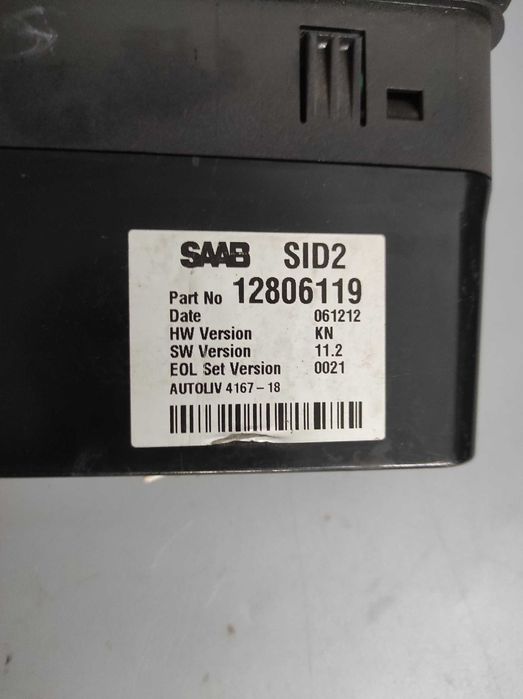 SAAB SID2
Part No 12806119
Date 061212
HW Version KN
SW Version 11.2
EOL Set Version 0021
AUTOLIV 4167-18